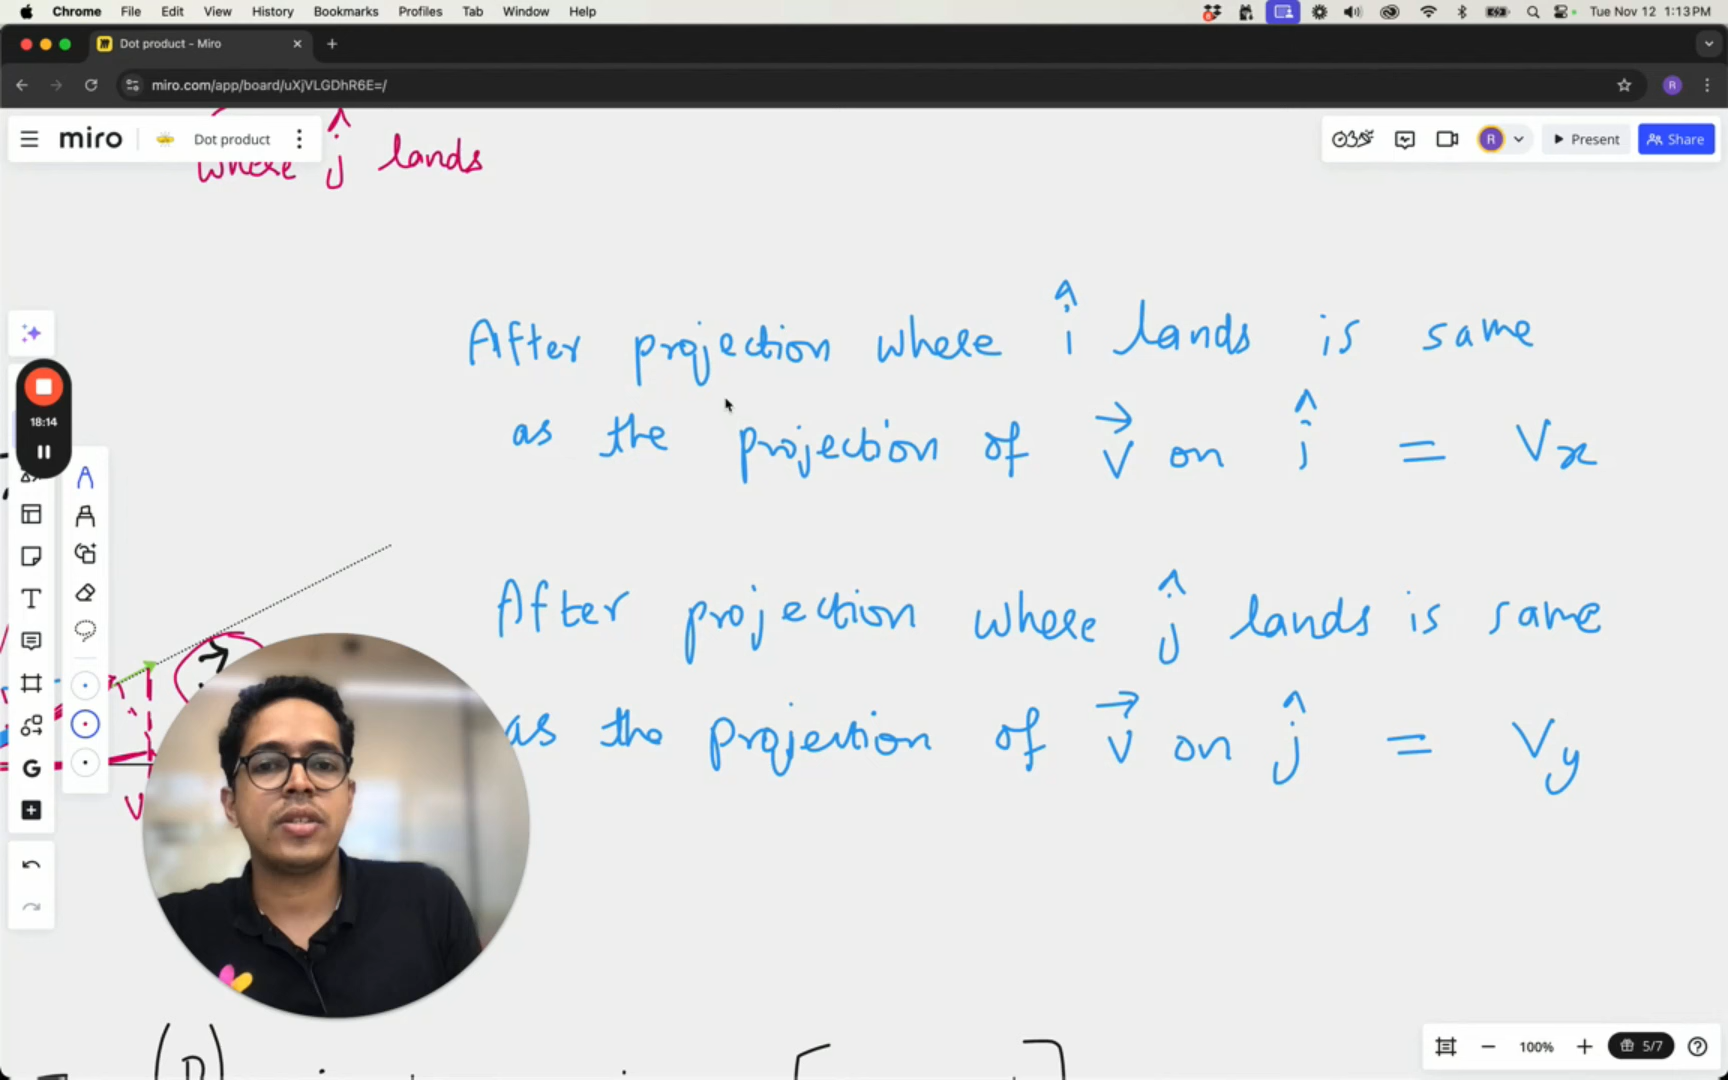 Chrome File Edit View History Bookmarks Profiles Tab Window Help Tue Nov 12 1:13 PM
Dot product - Miro
miro.com/app/board/uXjVLGDhR6E=/ R
miro Dot product R Present Share
where ĵ lands
After projection where î lands is same
as the projection of v⃗ on î = Vx
18:14
After projection where ĵ lands is same
as the projection of v⃗ on ĵ = Vy
T
G
V
100% 5/7